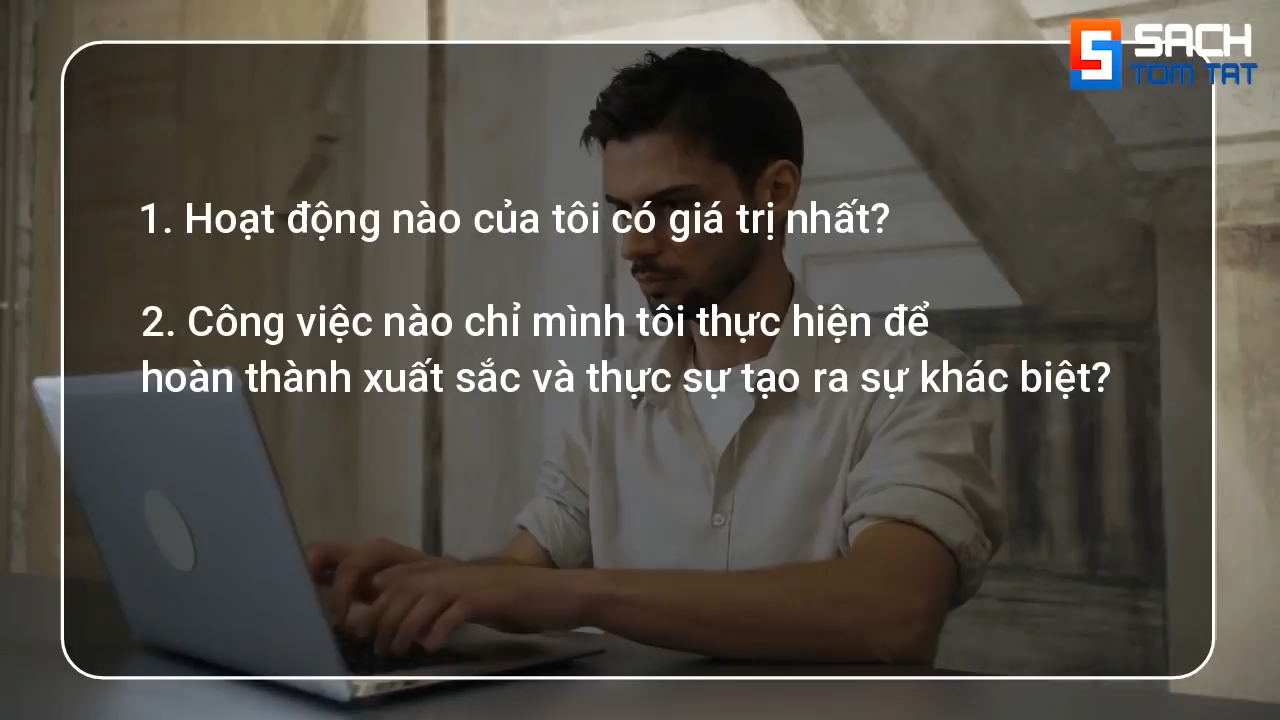 SACH
TOM TAT
1. Hoạt động nào của tôi có giá trị nhất?
2. Công việc nào chỉ mình tôi thực hiện để
hoàn thành xuất sắc và thực sự tạo ra sự khác biệt?